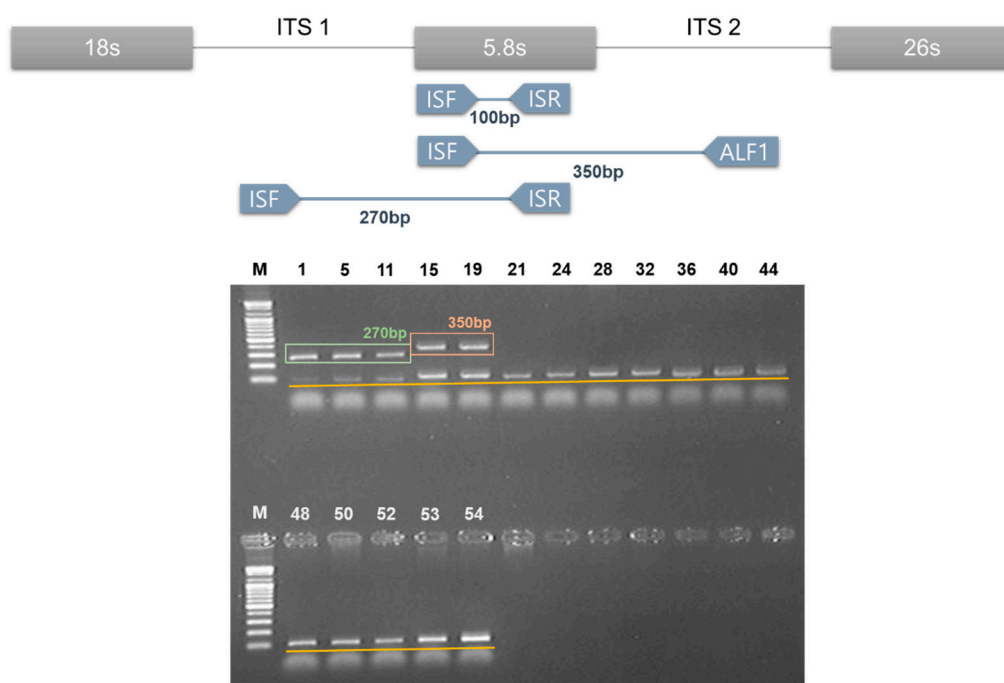 ITS 1 ITS 2
18s 5.8s 26s
ISF ISR
100bp
ISF ALF1
350bp
ISF ISR
270bp
M 1 5 11 15 19 21 24 28 32 36 40 44
270bp 350bp
M 48 50 52 53 54